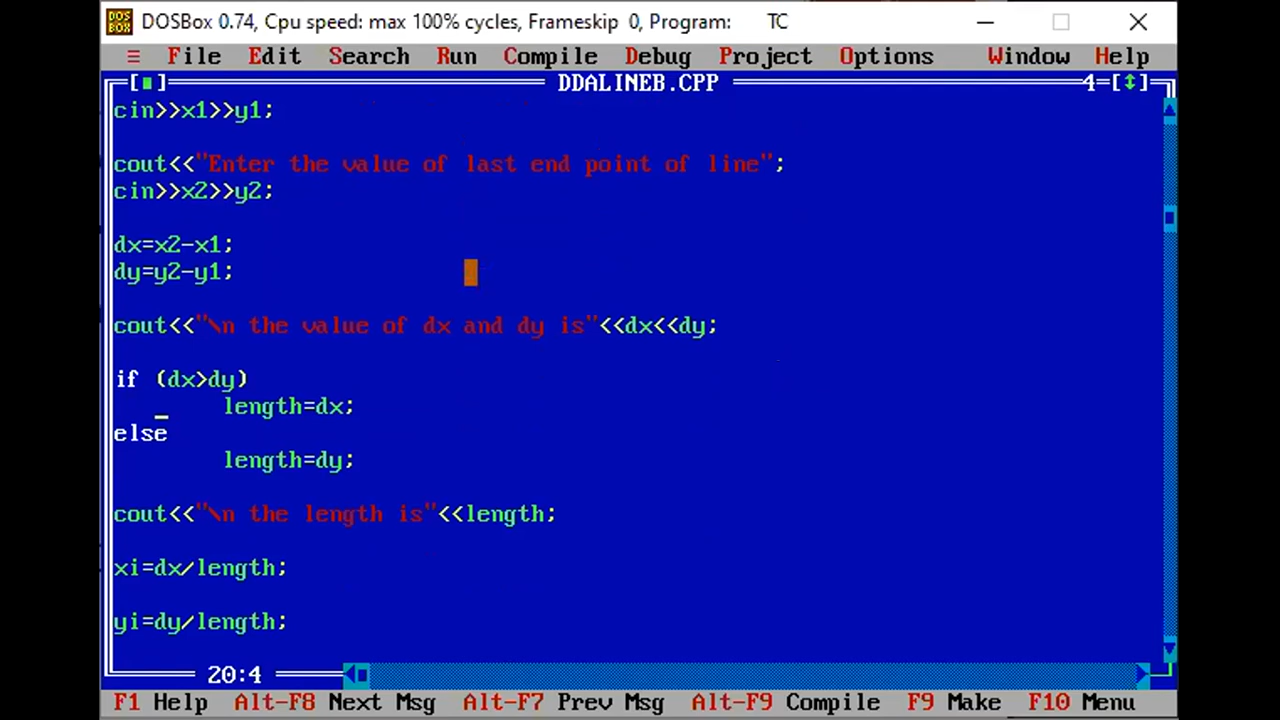 DOSBox 0.74, Cpu speed: max 100% cycles, Frameskip 0, Program: TC
≡ File Edit Search Run Compile Debug Project Options Window Help
DDALINEB.CPP 4
cin>>x1>>y1;
cout<<"Enter the value of last end point of line";
cin>>x2>>y2;
dx=x2-x1;
dy=y2-y1;
cout<<"\n the value of dx and dy is"<<dx<<dy;
if (dx>dy)
length=dx;
else
length=dy;
cout<<"\n the length is"<<length;
xi=dx/length;
yi=dy/length;
20:4
F1 Help Alt-F8 Next Msg Alt-F7 Prev Msg Alt-F9 Compile F9 Make F10 Menu